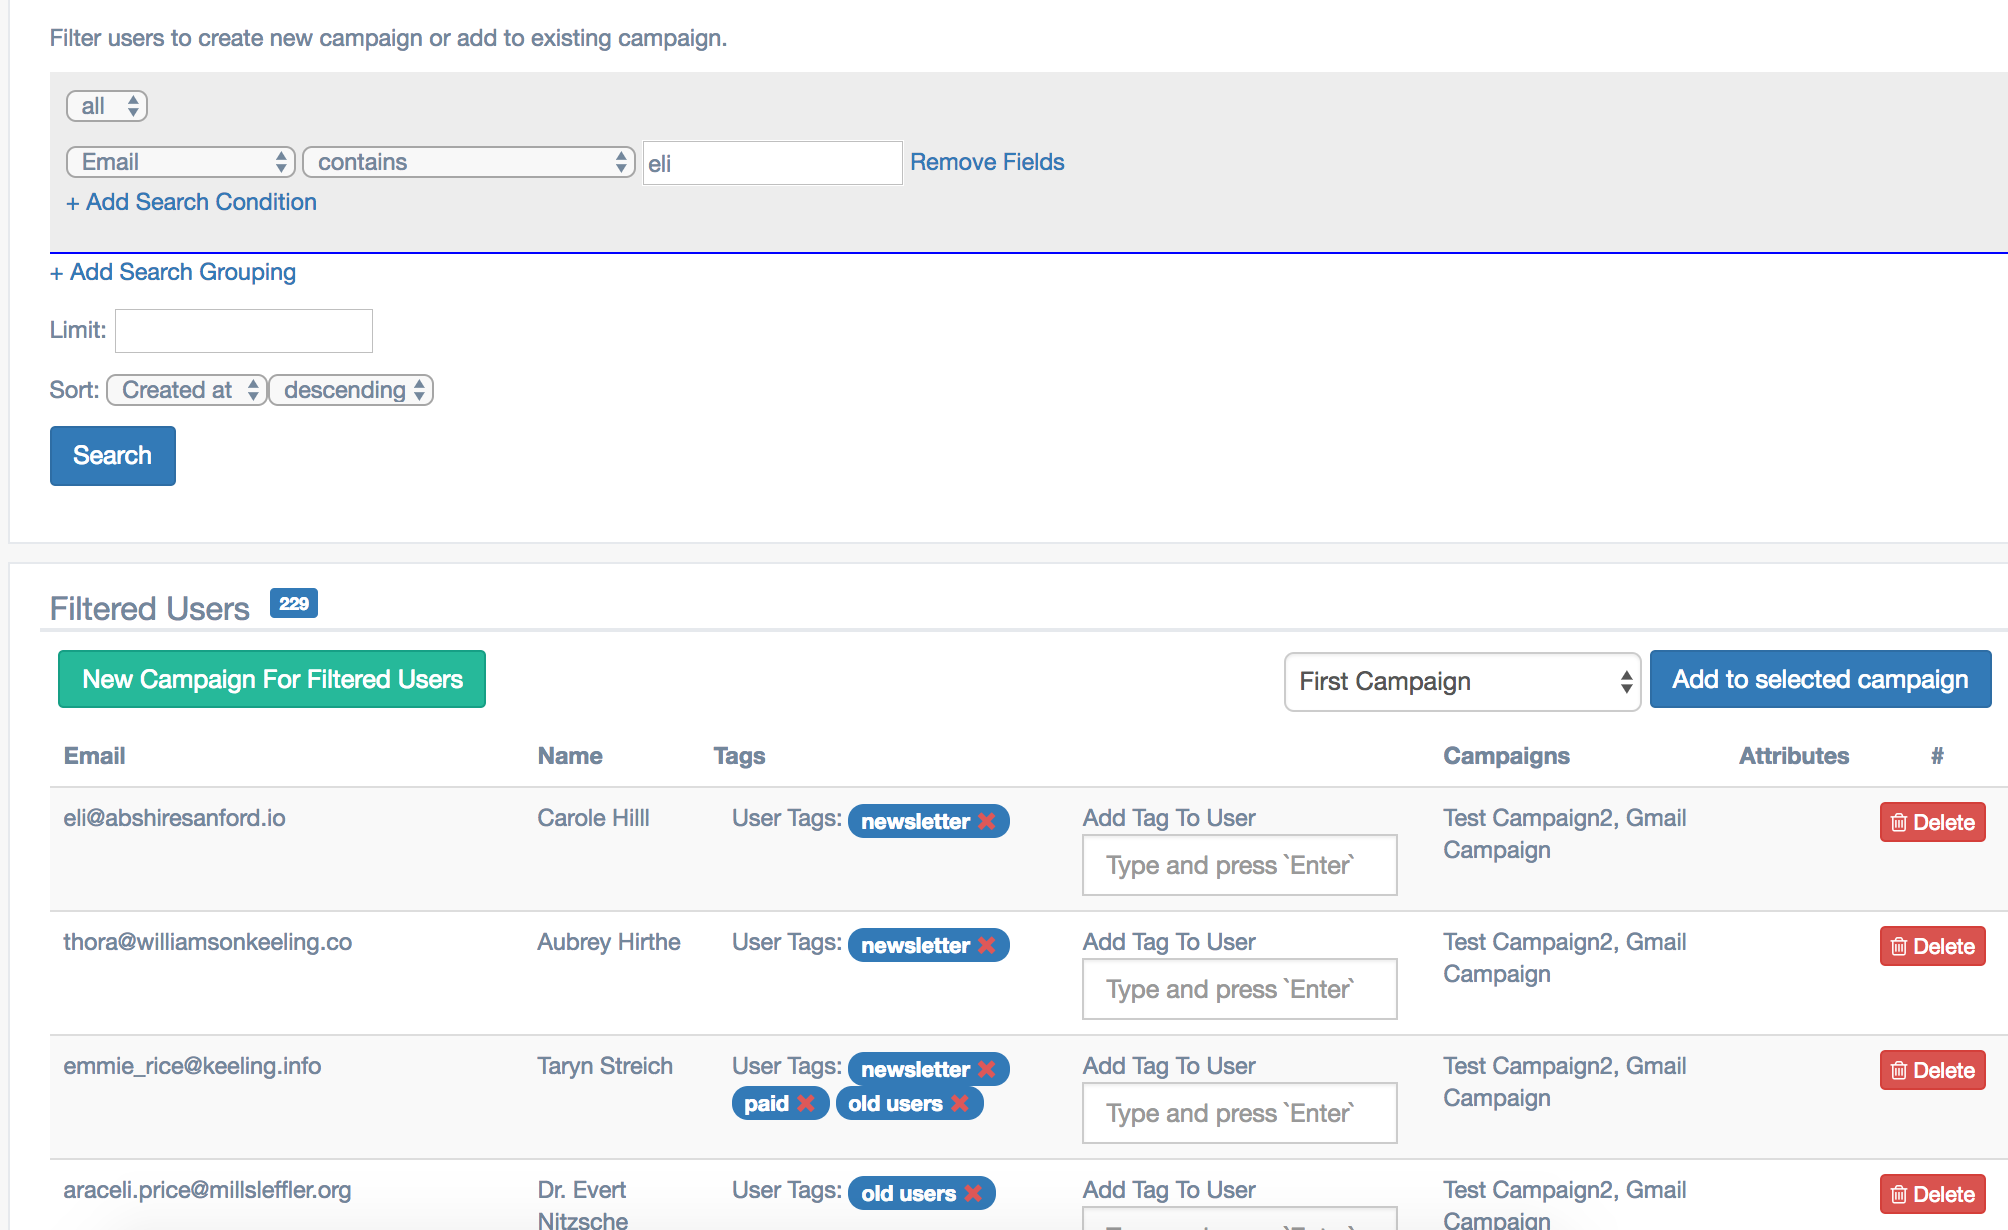 Filter users to create new campaign or add to existing campaign.
all
Email contains eli Remove Fields
+ Add Search Condition
+ Add Search Grouping
Limit:
Sort: Created at descending
Search
Filtered Users 229
New Campaign For Filtered Users First Campaign Add to selected campaign
Email Name Tags Campaigns Attributes #
eli@abshiresanford.io Carole Hilll User Tags: newsletter Add Tag To User Test Campaign2, Gmail Delete
Type and press `Enter` Campaign
thora@williamsonkeeling.co Aubrey Hirthe User Tags: newsletter Add Tag To User Test Campaign2, Gmail Delete
Type and press `Enter` Campaign
emmie_rice@keeling.info Taryn Streich User Tags: newsletter Add Tag To User Test Campaign2, Gmail Delete
paid old users Type and press `Enter` Campaign
araceli.price@millsleffler.org Dr. Evert User Tags: old users Add Tag To User Test Campaign2, Gmail Delete
Nitzsche Campaign